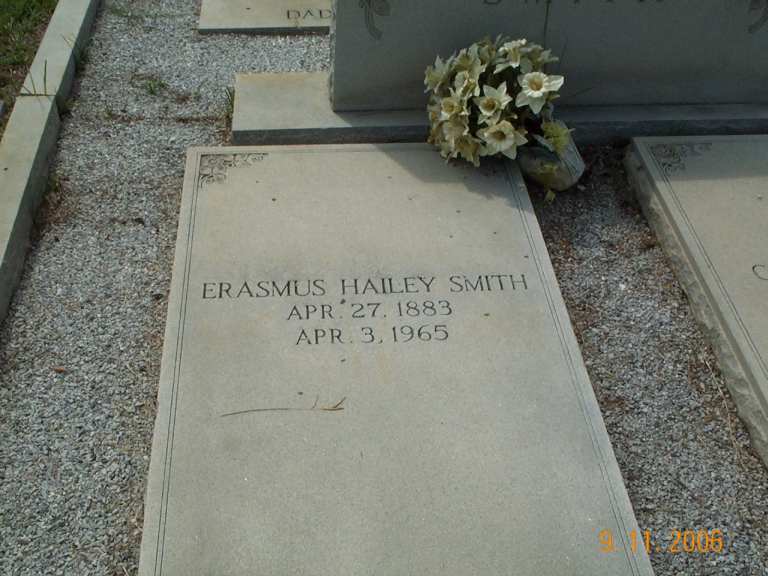 DAD
ERASMUS HAILEY SMITH
APR. 27, 1883
APR. 3, 1965
C
9. 11. 2006